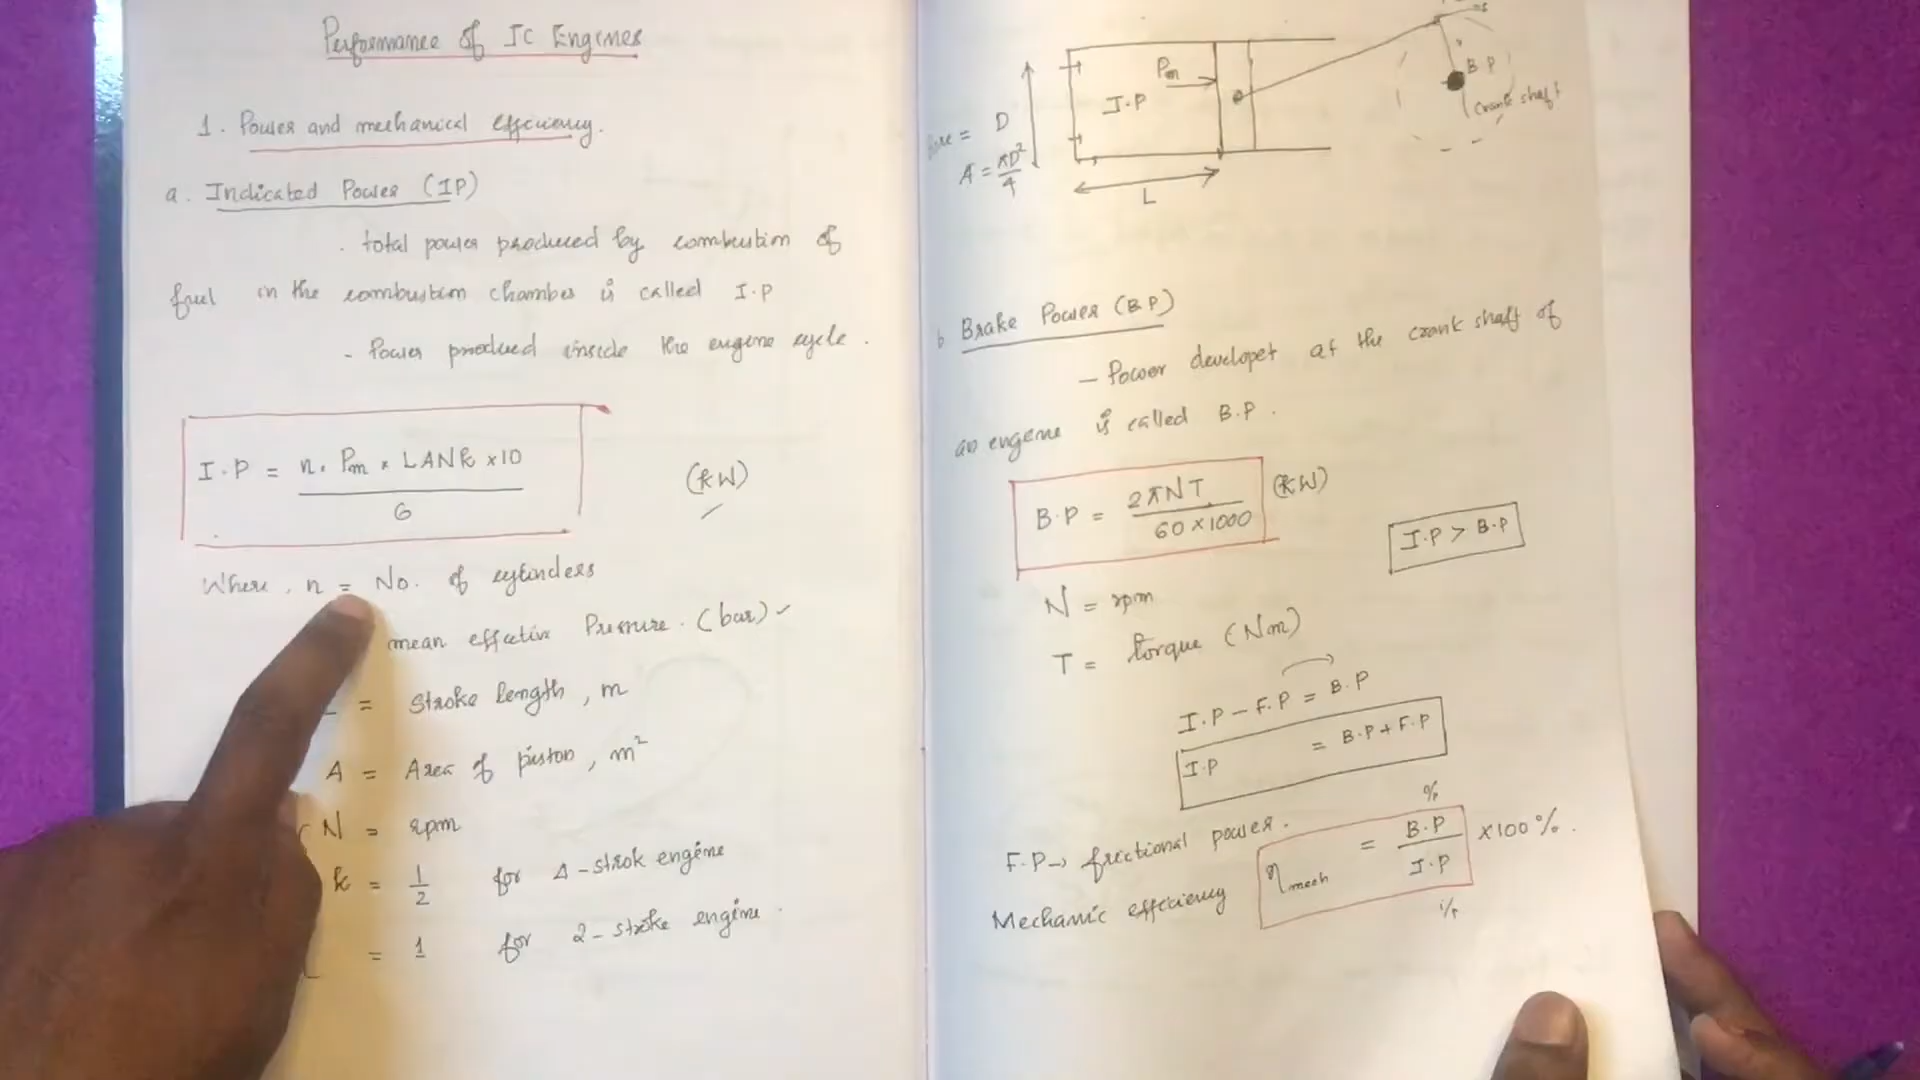 Performance of IC Engines
1. Power and mechanical efficiency.
a. Indicated Power (IP)
. total power produced by combustion of
fuel in the combustion chamber is called I.P
- Power produced inside the engine cycle.
I.P = n. Pm × LANk ×10
6
(kW)
Where, n = No. of cylinders
mean effective Pressure. (bar) ✓
= stroke length, m
A = Area of piston, m²
N = rpm
k = 1/2 for 4-strok engine
= 1 for 2-stroke engine.
Pm
I.P
B.P
Crank shaft
= D
A = πD²/4
L
b Brake Power (BP)
- Power developet at the crank shaft of
an engine is called B.P.
B.P = 2πNT (kW)
60×1000
I.P > B.P
N = rpm
T = torque (Nm)
I.P - F.P = B.P
I.P = B.P + F.P
F.P → frictional power.
Mechanic efficiency ηmech = B.P/I.P ×100%.